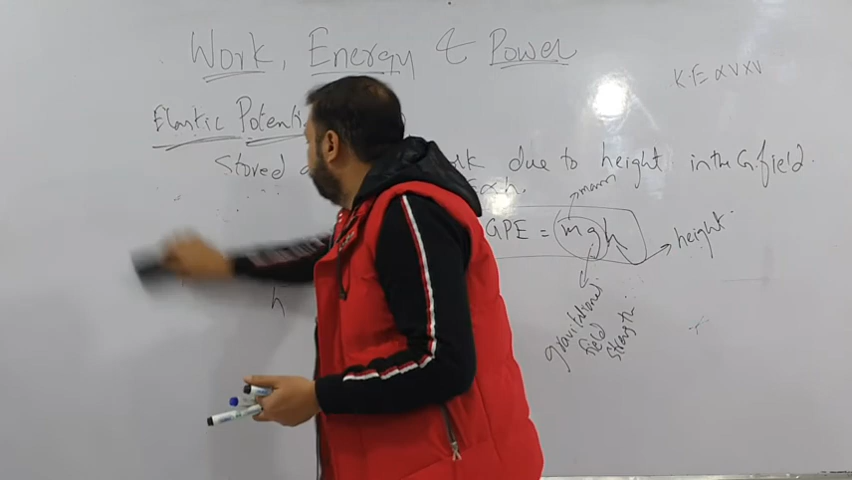 Work, Energy & Power
K.E = αV×V
Elastic Potenti
Stored due to height in the G.field.
mass
GPE = mgh
height
h
gravitational
field
strength